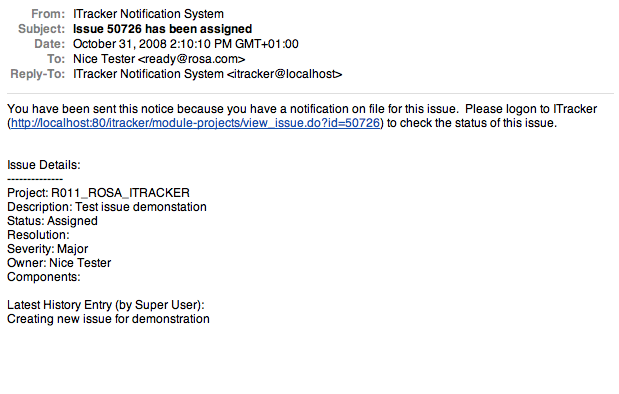 From: ITracker Notification System
Subject: Issue 50726 has been assigned
Date: October 31, 2008 2:10:10 PM GMT+01:00
To: Nice Tester <ready@rosa.com>
Reply-To: ITracker Notification System <itracker@localhost>
You have been sent this notice because you have a notification on file for this issue.  Please logon to ITracker
(http://localhost:80/itracker/module-projects/view_issue.do?id=50726) to check the status of this issue.
Issue Details:
--------------
Project: R011_ROSA_ITRACKER
Description: Test issue demonstation
Status: Assigned
Resolution:
Severity: Major
Owner: Nice Tester
Components:
Latest History Entry (by Super User):
Creating new issue for demonstration